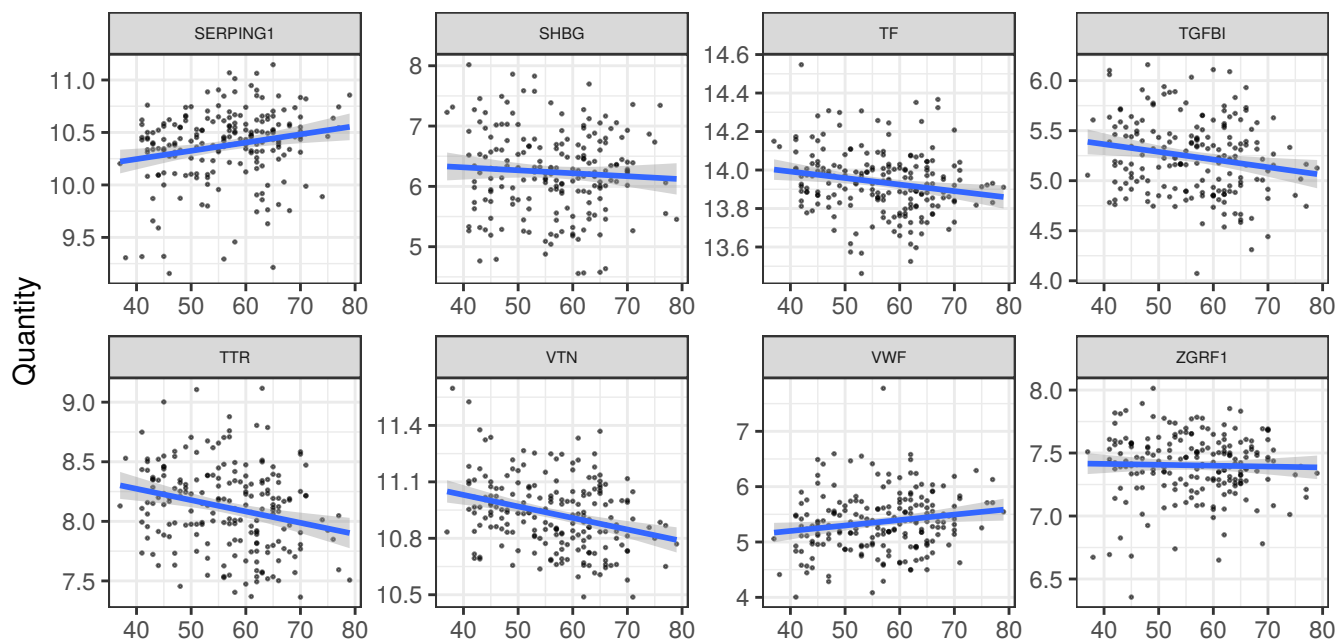 SERPING1 SHBG TF TGFBI
11.0 8 14.6 6.0
10.5 7 14.4 5.5
10.0 6 14.2 5.0
9.5 5 14.0 4.5
13.8 4.0
13.6
40 50 60 70 80 40 50 60 70 80 40 50 60 70 80 40 50 60 70 80
Quantity
TTR VTN VWF ZGRF1
9.0 11.4 7 8.0
8.5 11.1 6 7.5
8.0 10.8 5 7.0
7.5 10.5 4 6.5
40 50 60 70 80 40 50 60 70 80 40 50 60 70 80 40 50 60 70 80